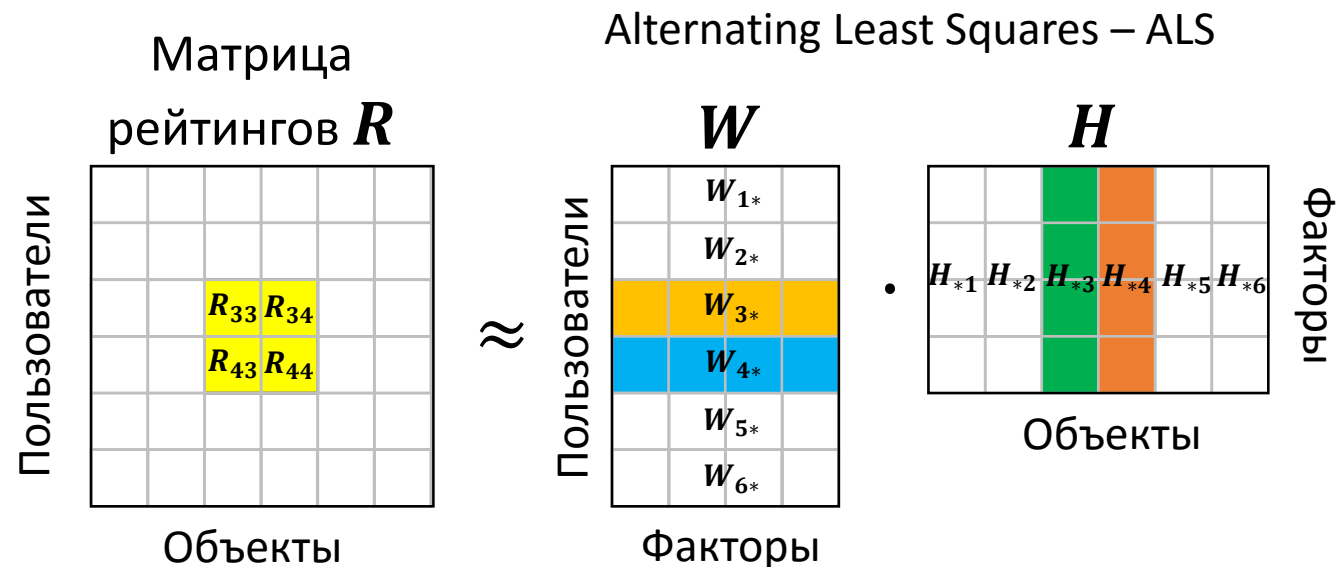 Alternating Least Squares – ALS
Матрица
рейтингов R
W
H
Пользователи
R₃₃ R₃₄
R₄₃ R₄₄
Объекты
≈
Пользователи
W₁∗
W₂∗
W₃∗
W₄∗
W₅∗
W₆∗
Факторы
·
H∗₁ H∗₂ H∗₃ H∗₄ H∗₅ H∗₆
Объекты
Факторы